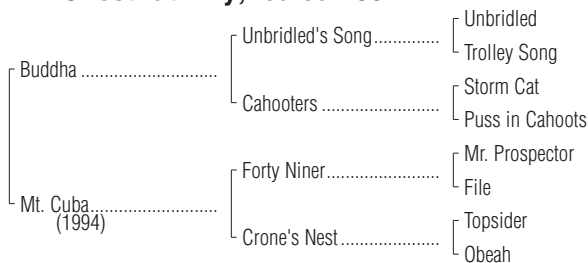 Unbridled
Unbridled's Song.............
Trolley Song
Buddha ...........................
Storm Cat
Cahooters ........................
Puss in Cahoots
Mr. Prospector
Forty Niner.......................
File
Mt. Cuba.........................
(1994)
Topsider
Crone's Nest ....................
Obeah